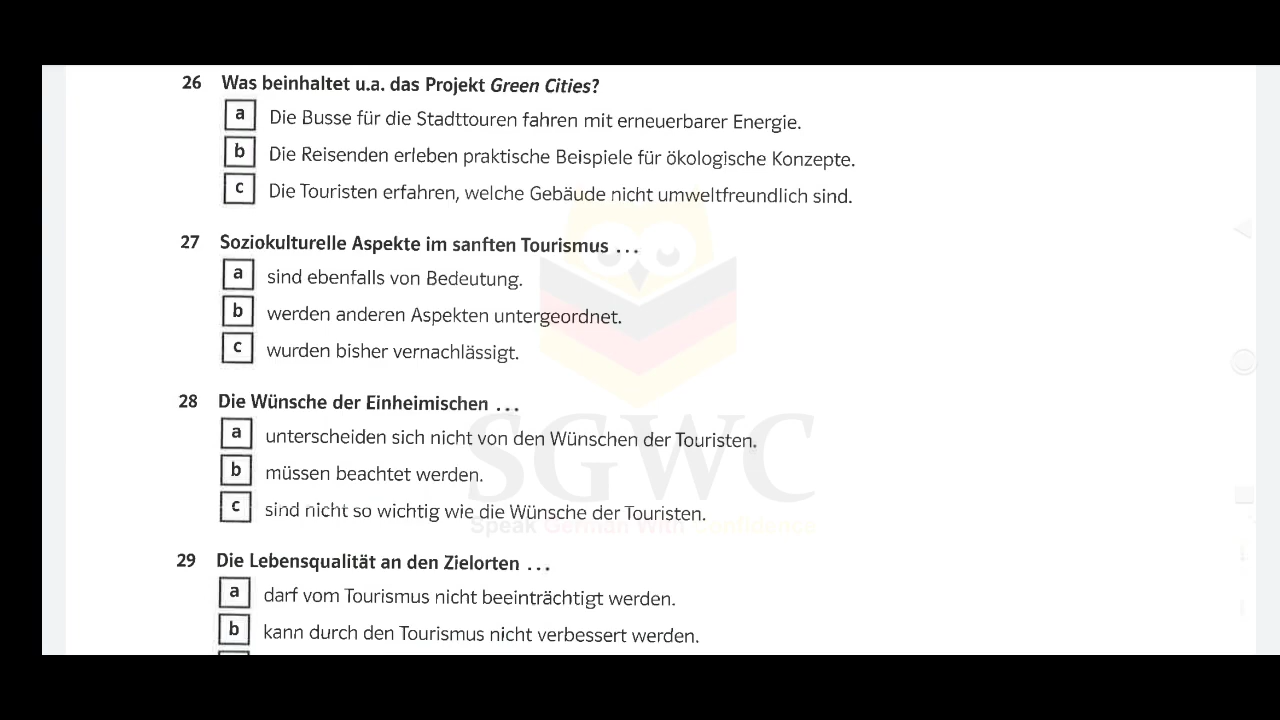 26 Was beinhaltet u.a. das Projekt Green Cities?
a Die Busse für die Stadttouren fahren mit erneuerbarer Energie.
b Die Reisenden erleben praktische Beispiele für ökologische Konzepte.
c Die Touristen erfahren, welche Gebäude nicht umweltfreundlich sind.
27 Soziokulturelle Aspekte im sanften Tourismus ...
a sind ebenfalls von Bedeutung.
b werden anderen Aspekten untergeordnet.
c wurden bisher vernachlässigt.
28 Die Wünsche der Einheimischen ...
a unterscheiden sich nicht von den Wünschen der Touristen.
b müssen beachtet werden.
c sind nicht so wichtig wie die Wünsche der Touristen.
SGWC
Speak German With Confidence
29 Die Lebensqualität an den Zielorten ...
a darf vom Tourismus nicht beeinträchtigt werden.
b kann durch den Tourismus nicht verbessert werden.